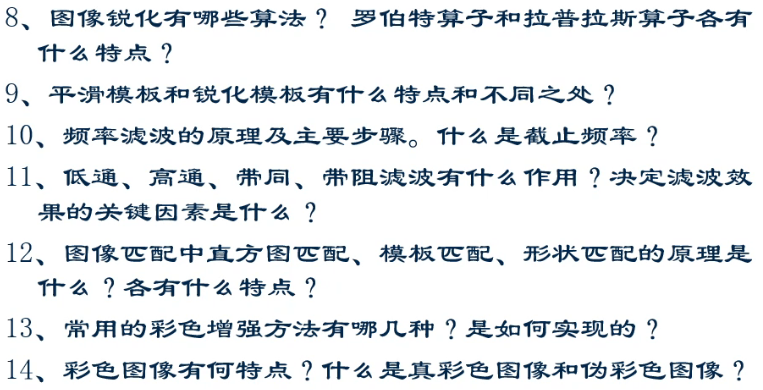 8、图像锐化有哪些算法？ 罗伯特算子和拉普拉斯算子各有
什么特点？
9、平滑模板和锐化模板有什么特点和不同之处？
10、频率滤波的原理及主要步骤。什么是截止频率？
11、低通、高通、带同、带阻滤波有什么作用？决定滤波效
果的关键因素是什么？
12、图像匹配中直方图匹配、模板匹配、形状匹配的原理是
什么？各有什么特点？
13、常用的彩色增强方法有哪几种？是如何实现的？
14、彩色图像有何特点？什么是真彩色图像和伪彩色图像？